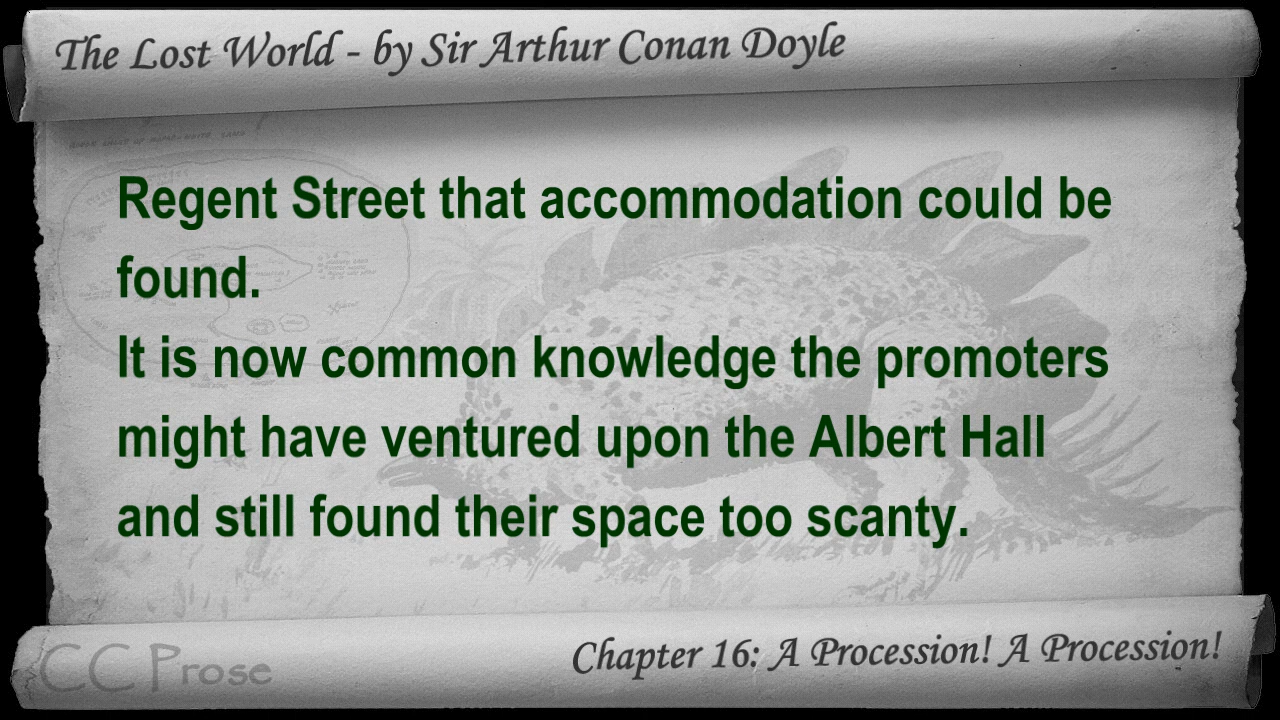 The Lost World - by Sir Arthur Conan Doyle
Regent Street that accommodation could be
found.
It is now common knowledge the promoters
might have ventured upon the Albert Hall
and still found their space too scanty.
CC Prose
Chapter 16: A Procession! A Procession!